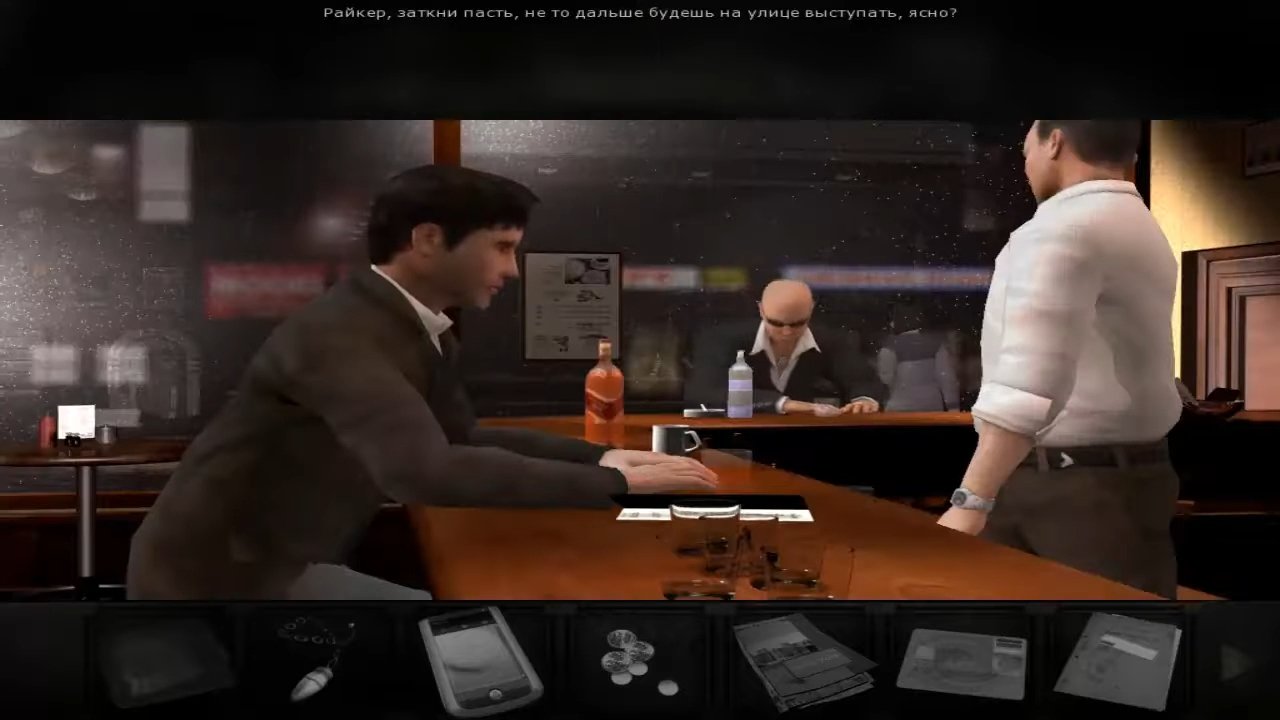 Райкер, заткни пасть, не то дальше будешь на улице выступать, ясно?